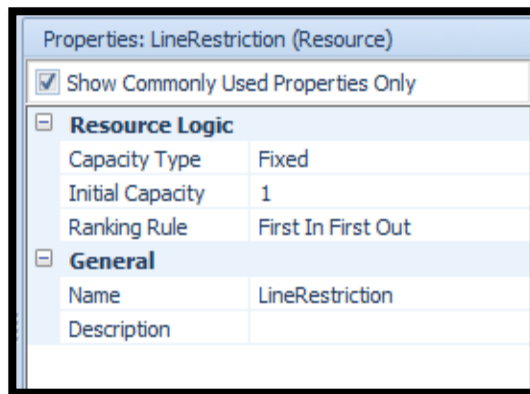 Properties: LineRestriction (Resource)
Show Commonly Used Properties Only
Resource Logic
Capacity Type Fixed
Initial Capacity 1
Ranking Rule First In First Out
General
Name LineRestriction
Description